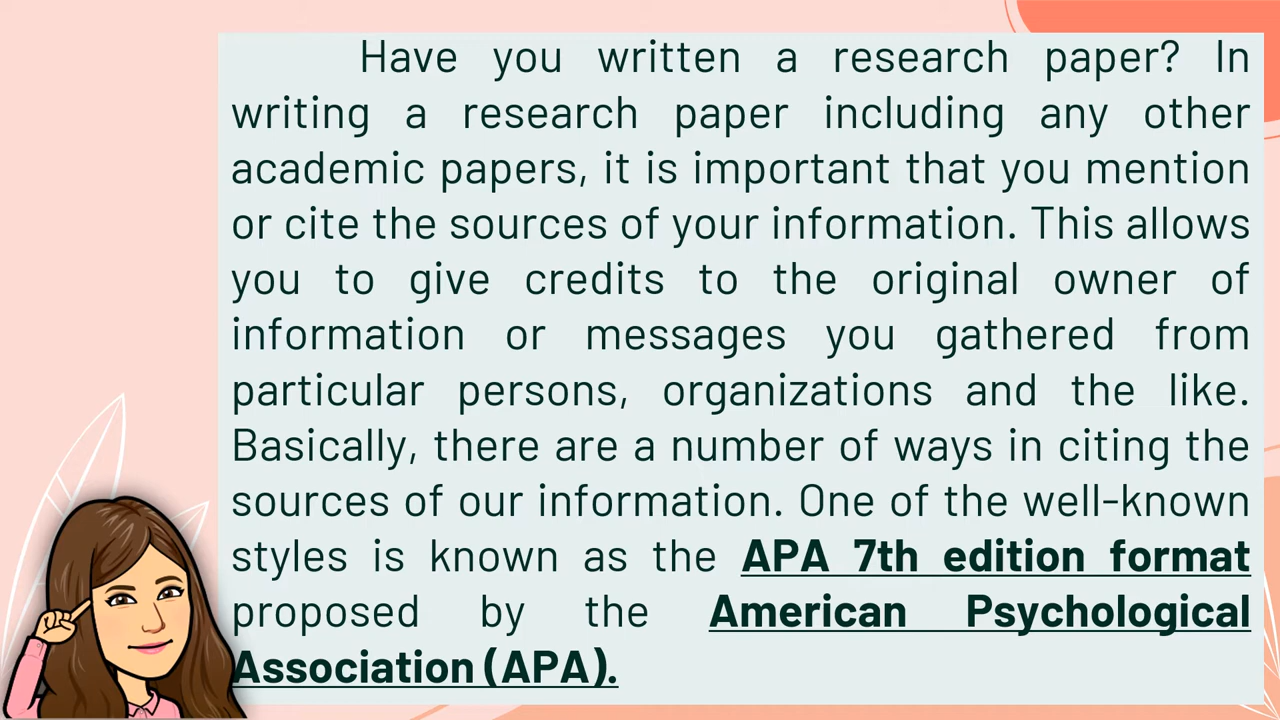 Have you written a research paper? In
writing a research paper including any other
academic papers, it is important that you mention
or cite the sources of your information. This allows
you to give credits to the original owner of
information or messages you gathered from
particular persons, organizations and the like.
Basically, there are a number of ways in citing the
sources of our information. One of the well-known
styles is known as the APA 7th edition format
proposed by the American Psychological
Association (APA).